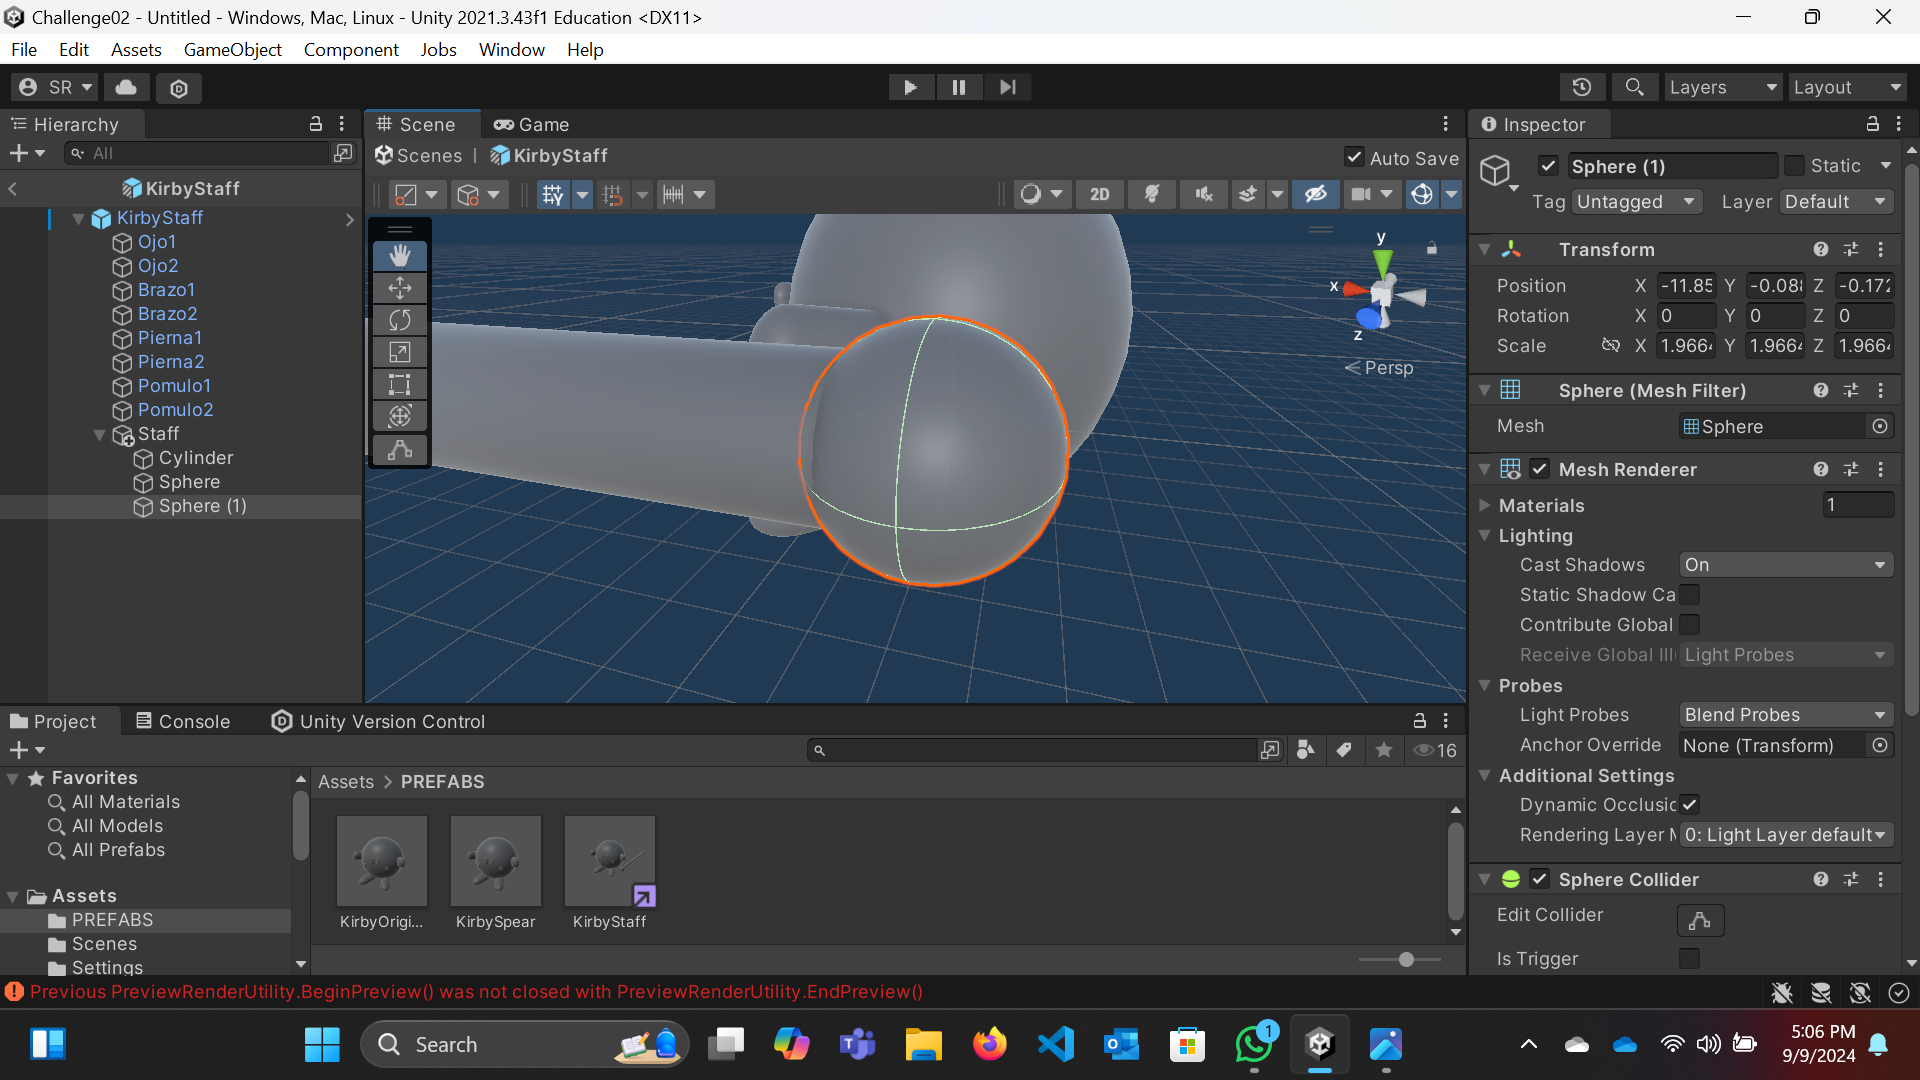 Challenge02 - Untitled - Windows, Mac, Linux - Unity 2021.3.43f1 Education <DX11>
File Edit Assets GameObject Component Jobs Window Help
SR
Layers
Layout
Hierarchy
All
KirbyStaff
KirbyStaff
Ojo1
Ojo2
Brazo1
Brazo2
Pierna1
Pierna2
Pomulo1
Pomulo2
Staff
Cylinder
Sphere
Sphere (1)
Scene
Game
Scenes | KirbyStaff
Auto Save
2D
y
x
z
Persp
Inspector
Sphere (1)
Static
Tag Untagged Layer Default
Transform
Position X -11.85 Y -0.08 Z -0.172
Rotation X 0 Y 0 Z 0
Scale X 1.966 Y 1.966 Z 1.966
Sphere (Mesh Filter)
Mesh Sphere
Mesh Renderer
Materials 1
Lighting
Cast Shadows On
Static Shadow Ca
Contribute Global
Receive Global Ill Light Probes
Probes
Light Probes Blend Probes
Anchor Override None (Transform)
Additional Settings
Dynamic Occlusic
Rendering Layer M 0: Light Layer default
Sphere Collider
Edit Collider
Is Trigger
Project
Console
Unity Version Control
16
Favorites
All Materials
All Models
All Prefabs
Assets
PREFABS
Scenes
Settings
Assets > PREFABS
KirbyOrigi...
KirbySpear
KirbyStaff
Previous PreviewRenderUtility.BeginPreview() was not closed with PreviewRenderUtility.EndPreview()
Search
1
5:06 PM
9/9/2024